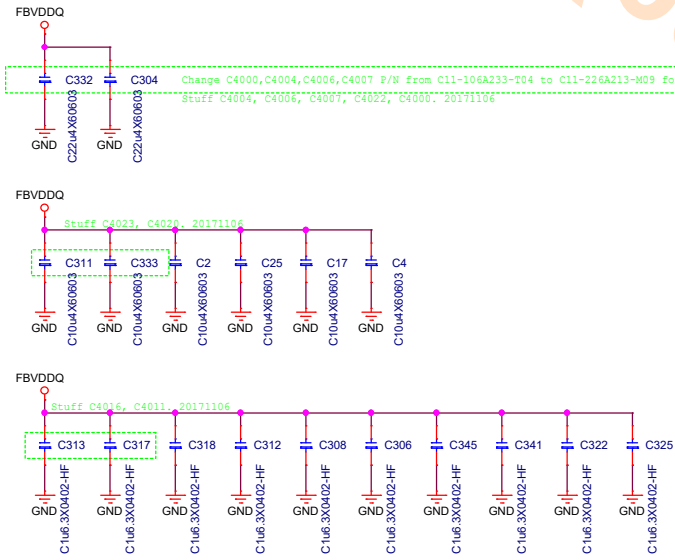 FBVDDQ
C332 C304 Change C4000,C4004,C4006,C4007 P/N from C11-106A233-T04 to C11-226A213-M09 fo
Stuff C4004, C4006, C4007, C4022, C4000. 20171106
C22u4X60603 C22u4X60603
GND GND
FBVDDQ
Stuff C4023, C4020. 20171106
C311 C333 C2 C25 C17 C4
C10u4X60603 C10u4X60603 C10u4X60603 C10u4X60603 C10u4X60603 C10u4X60603
GND GND GND GND GND GND
FBVDDQ
Stuff C4016, C4011. 20171106
C313 C317 C318 C312 C308 C306 C345 C341 C322 C325
C1u6.3X0402-HF C1u6.3X0402-HF C1u6.3X0402-HF C1u6.3X0402-HF C1u6.3X0402-HF C1u6.3X0402-HF C1u6.3X0402-HF C1u6.3X0402-HF C1u6.3X0402-HF C1u6.3X0402-HF
GND GND GND GND GND GND GND GND GND GND